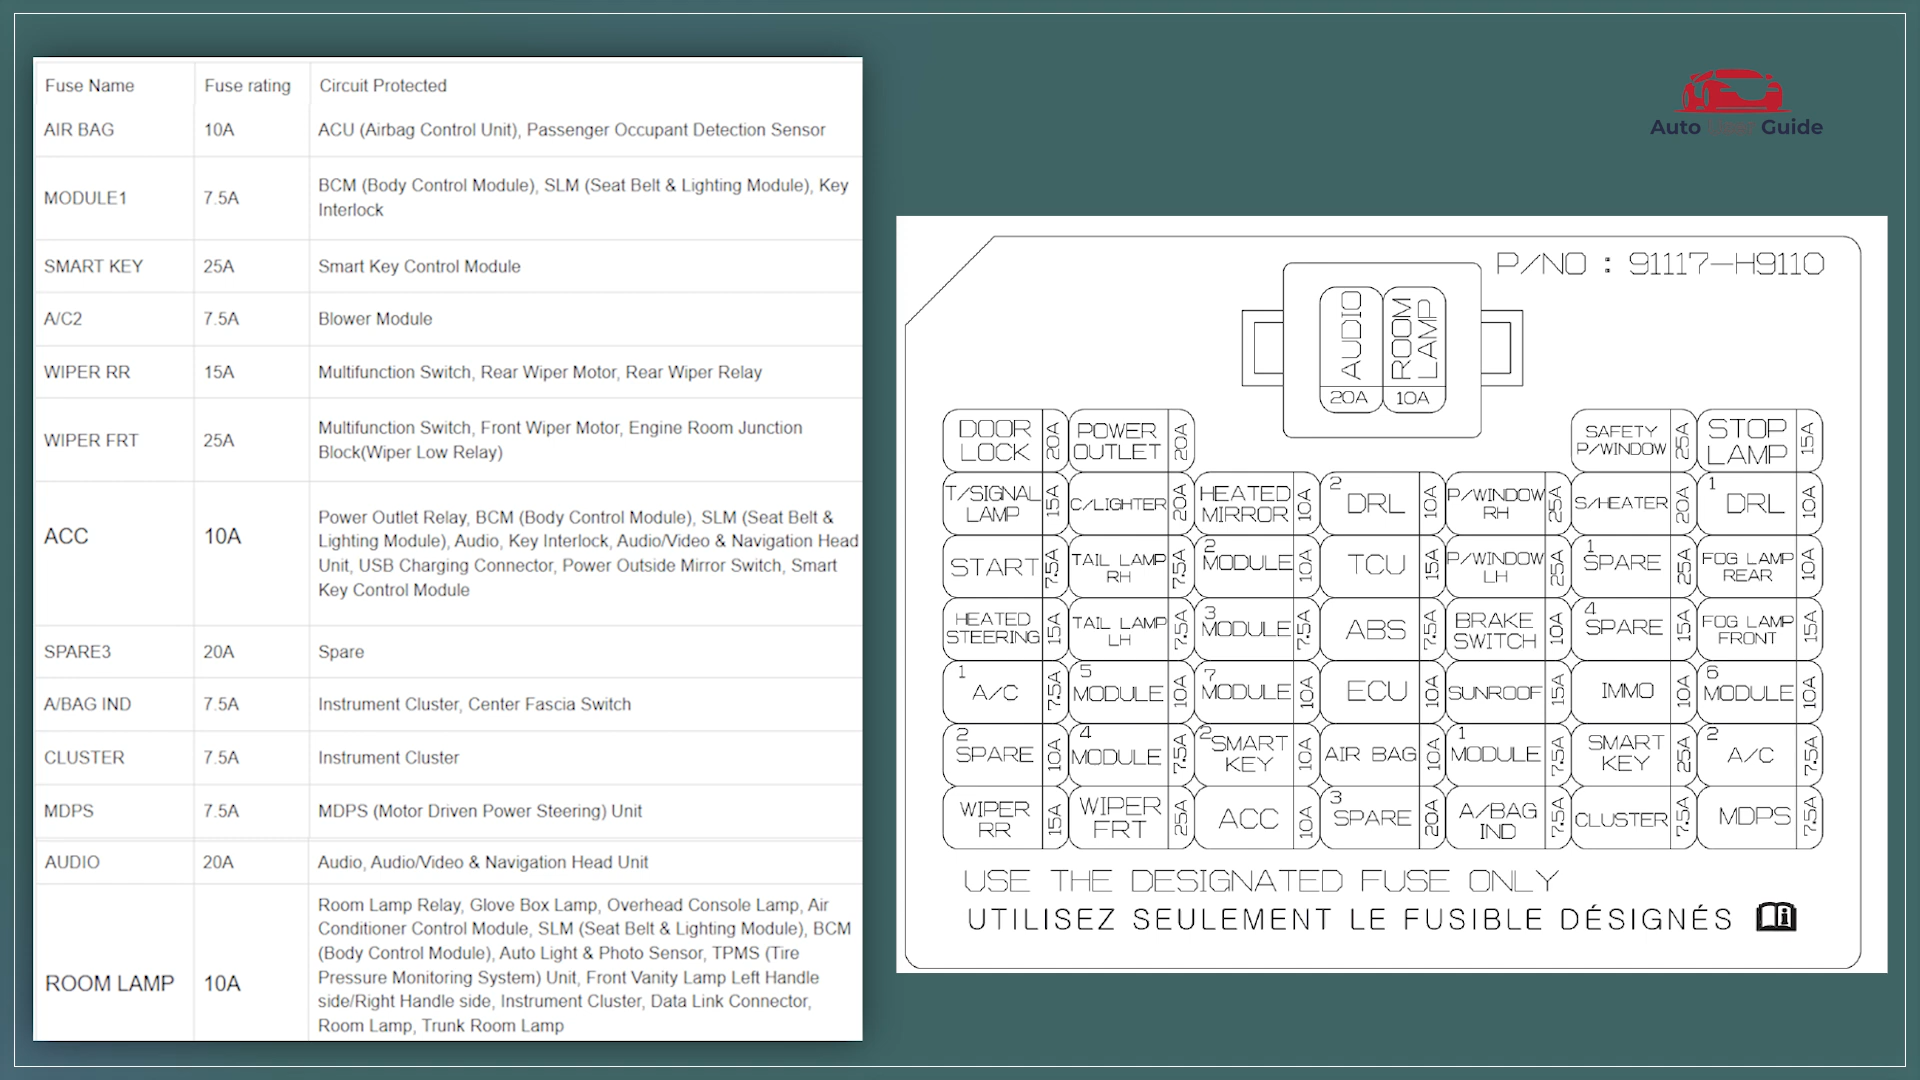 Fuse Name Fuse rating Circuit Protected
AIR BAG 10A ACU (Airbag Control Unit), Passenger Occupant Detection Sensor
MODULE1 7.5A BCM (Body Control Module), SLM (Seat Belt & Lighting Module), Key
Interlock
SMART KEY 25A Smart Key Control Module
A/C2 7.5A Blower Module
WIPER RR 15A Multifunction Switch, Rear Wiper Motor, Rear Wiper Relay
WIPER FRT 25A Multifunction Switch, Front Wiper Motor, Engine Room Junction
Block(Wiper Low Relay)
ACC 10A Power Outlet Relay, BCM (Body Control Module), SLM (Seat Belt &
Lighting Module), Audio, Key Interlock, Audio/Video & Navigation Head
Unit, USB Charging Connector, Power Outside Mirror Switch, Smart
Key Control Module
SPARE3 20A Spare
A/BAG IND 7.5A Instrument Cluster, Center Fascia Switch
CLUSTER 7.5A Instrument Cluster
MDPS 7.5A MDPS (Motor Driven Power Steering) Unit
AUDIO 20A Audio, Audio/Video & Navigation Head Unit
ROOM LAMP 10A Room Lamp Relay, Glove Box Lamp, Overhead Console Lamp, Air
Conditioner Control Module, SLM (Seat Belt & Lighting Module), BCM
(Body Control Module), Auto Light & Photo Sensor, TPMS (Tire
Pressure Monitoring System) Unit, Front Vanity Lamp Left Handle
side/Right Handle side, Instrument Cluster, Data Link Connector,
Room Lamp, Trunk Room Lamp
Auto User Guide
P/NO : 91117-H9110
AUDIO 20A ROOM LAMP 10A
DOOR LOCK 20A POWER OUTLET 20A SAFETY P/WINDOW 25A STOP LAMP 15A
T/SIGNAL LAMP 15A C/LIGHTER 20A HEATED MIRROR 10A 2 DRL 10A P/WINDOW RH 25A S/HEATER 20A 1 DRL 10A
START 7.5A TAIL LAMP RH 7.5A 2 MODULE 10A TCU 15A P/WINDOW LH 25A 1 SPARE 25A FOG LAMP REAR 10A
HEATED STEERING 15A TAIL LAMP LH 7.5A 3 MODULE 7.5A ABS 7.5A BRAKE SWITCH 10A 4 SPARE 15A FOG LAMP FRONT 15A
1 A/C 7.5A 5 MODULE 10A 7 MODULE 10A ECU 10A SUNROOF 15A IMMO 10A 6 MODULE 10A
2 SPARE 10A 4 MODULE 7.5A 2 SMART KEY 10A AIR BAG 10A 1 MODULE 7.5A SMART KEY 25A 2 A/C 7.5A
WIPER RR 15A WIPER FRT 25A ACC 10A 3 SPARE 20A A/BAG IND 7.5A CLUSTER 7.5A MDPS 7.5A
USE THE DESIGNATED FUSE ONLY
UTILISEZ SEULEMENT LE FUSIBLE DÉSIGNÉS